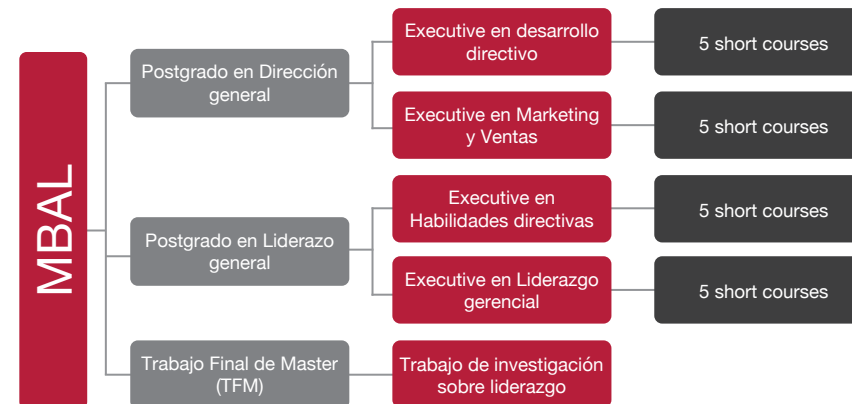 MBAL
Postgrado en Dirección
general
Executive en desarrollo
directivo
5 short courses
Executive en Marketing
y Ventas
5 short courses
Postgrado en Liderazo
general
Executive en
Habilidades directivas
5 short courses
Executive en Liderazgo
gerencial
5 short courses
Trabajo Final de Master
(TFM)
Trabajo de investigación
sobre liderazgo